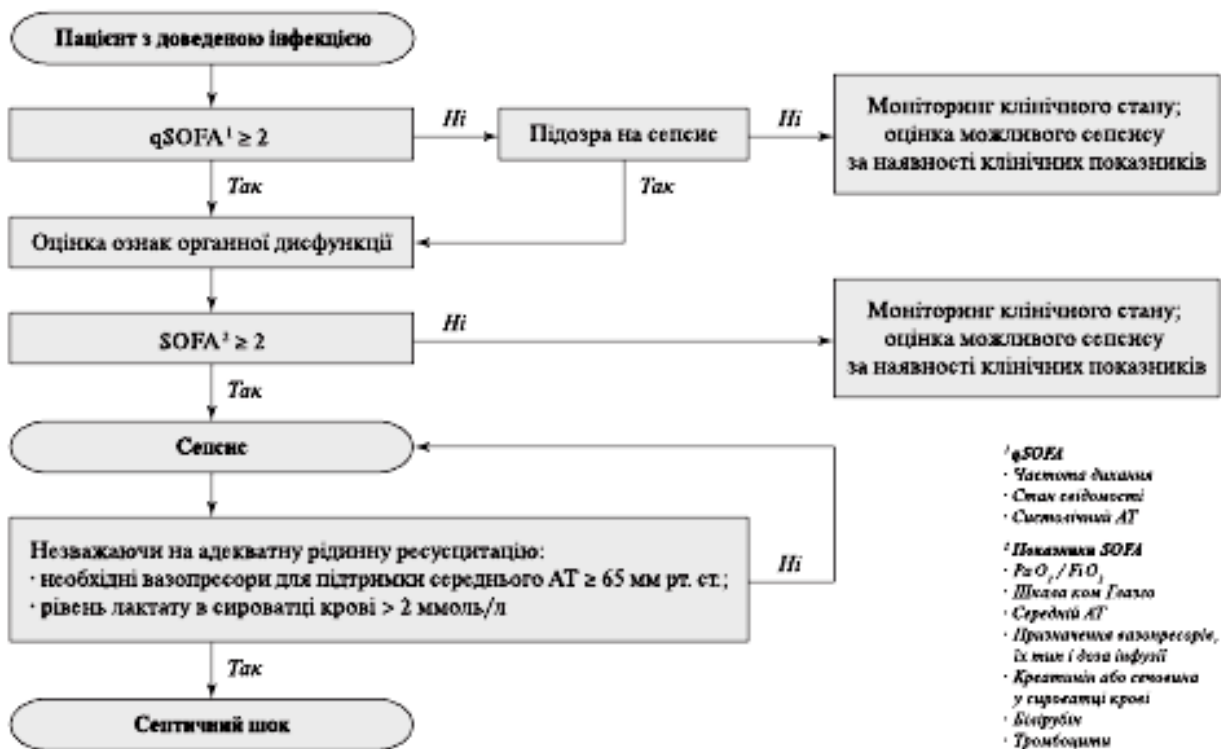 Пацієнт з доведеною інфекцією
qSOFA¹ ≥ 2
Ні
Підозра на сепсис
Ні
Моніторинг клінічного стану;
оцінка можливого сепсису
за наявності клінічних показників
Так
Так
Оцінка ознак органної дисфункції
SOFA² ≥ 2
Ні
Моніторинг клінічного стану;
оцінка можливого сепсису
за наявності клінічних показників
Так
Сепсис
Незважаючи на адекватну рідинну ресусцитацію:
· необхідні вазопресори для підтримки середнього АТ ≥ 65 мм рт. ст.;
· рівень лактату в сироватці крові > 2 ммоль/л
Ні
Так
Септичний шок
¹ qSOFA
· Частота дихання
· Стан свідомості
· Систолічний АТ
² Показники SOFA
· PaO₂ / FiO₂
· Шкала ком Глазго
· Середній АТ
· Призначення вазопресорів,
їх тип і доза інфузії
· Креатинін або сечовина
у сироватці крові
· Білірубін
· Тромбоцити